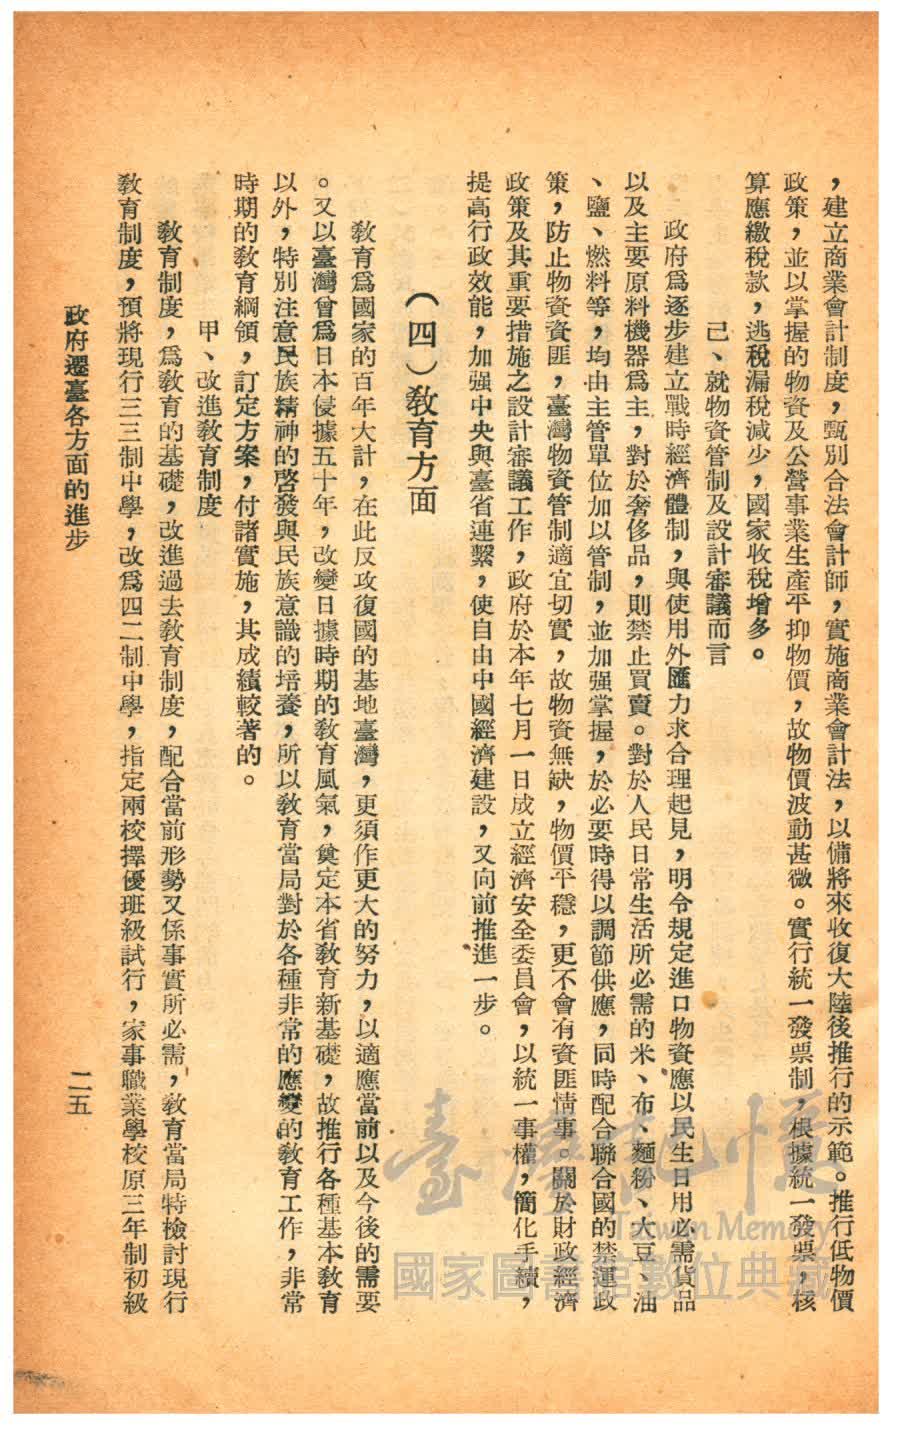 ，建立商業會計制度，甄別合法會計師，實施商業會計法，以備將來收復大陸後推行的示範。推行低物價
政策，並以掌握的物資及公營事業生產平抑物價，故物價波動甚微。實行統一發票制，根據統一發票，核
算應繳稅款，逃稅漏稅減少，國家收稅增多。
己、就物資管制及設計審議而言
政府爲逐步建立戰時經濟體制，與使用外匯力求合理起見，明令規定進口物資應以民生日用必需貨品
以及主要原料機器爲主，對於奢侈品，則禁止買賣。對於人民日常生活所必需的米、布、麵粉、大豆、油
、鹽、燃料等，均由主管單位加以管制，並加强掌握，於必要時得以調節供應，同時配合聯合國的禁運政
策，防止物資資匪，臺灣物資管制適宜切實，故物資無缺，物價平穩，更不會有資匪情事。關於財政經濟
政策及其重要措施之設計審議工作，政府於本年七月一日成立經濟安全委員會，以統一事權，簡化手續，
提高行政效能，加强中央與臺省連繫，使自由中國經濟建設，又向前推進一步。
（四）敎育方面
敎育爲國家的百年大計，在此反攻復國的基地臺灣，更須作更大的努力，以適應當前以及今後的需要
。又以臺灣曾爲日本侵據五十年，改變日據時期的敎育風氣，奠定本省敎育新基礎，故推行各種基本敎育
以外，特別注意民族精神的啓發與民族意識的培養，所以敎育當局對於各種非常的應變的敎育工作，非常
時期的敎育綱領，訂定方案，付諸實施，其成績較著的。
甲、改進敎育制度
敎育制度，爲敎育的基礎，改進過去敎育制度，配合當前形勢又係事實所必需，敎育當局特檢討現行
敎育制度，預將現行三三制中學，改爲四二制中學，指定兩校擇優班級試行，家事職業學校原三年制初級
政府遷臺各方面的進步
二五
臺灣記憶
Taiwan Memory
國家圖書館數位典藏